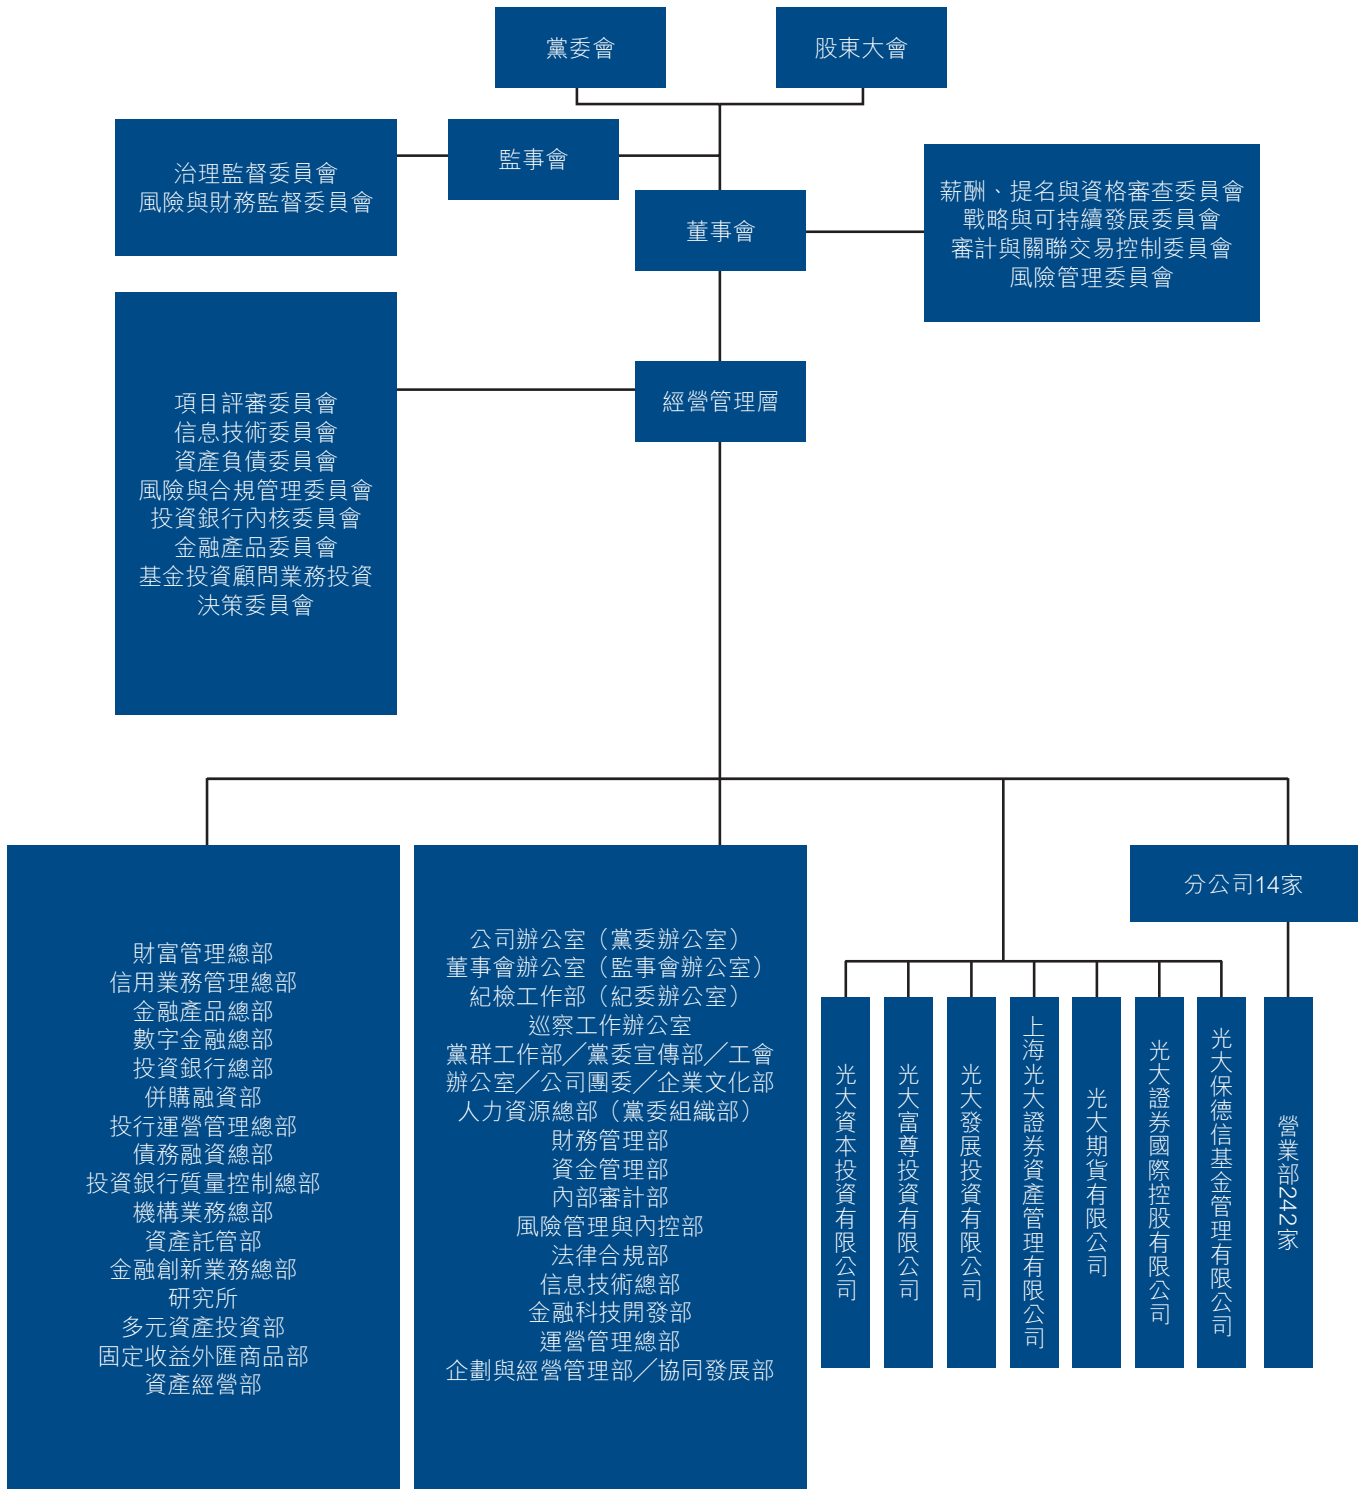 黨委會
股東大會
監事會
治理監督委員會
風險與財務監督委員會
董事會
薪酬、提名與資格審查委員會
戰略與可持續發展委員會
審計與關聯交易控制委員會
風險管理委員會
經營管理層
項目評審委員會
信息技術委員會
資產負債委員會
風險與合規管理委員會
投資銀行內核委員會
金融產品委員會
基金投資顧問業務投資
決策委員會
財富管理總部
信用業務管理總部
金融產品總部
數字金融總部
投資銀行總部
併購融資部
投行運營管理總部
債務融資總部
投資銀行質量控制總部
機構業務總部
資產託管部
金融創新業務總部
研究所
多元資產投資部
固定收益外匯商品部
資產經營部
公司辦公室（黨委辦公室）
董事會辦公室（監事會辦公室）
紀檢工作部（紀委辦公室）
巡察工作辦公室
黨群工作部╱黨委宣傳部╱工會
辦公室╱公司團委╱企業文化部
人力資源總部（黨委組織部）
財務管理部
資金管理部
內部審計部
風險管理與內控部
法律合規部
信息技術總部
金融科技開發部
運營管理總部
企劃與經營管理部╱協同發展部
光大資本投資有限公司
光大富尊投資有限公司
光大發展投資有限公司
上海光大證券資產管理有限公司
光大期貨有限公司
光大證券國際控股有限公司
光大保德信基金管理有限公司
分公司14家
營業部242家